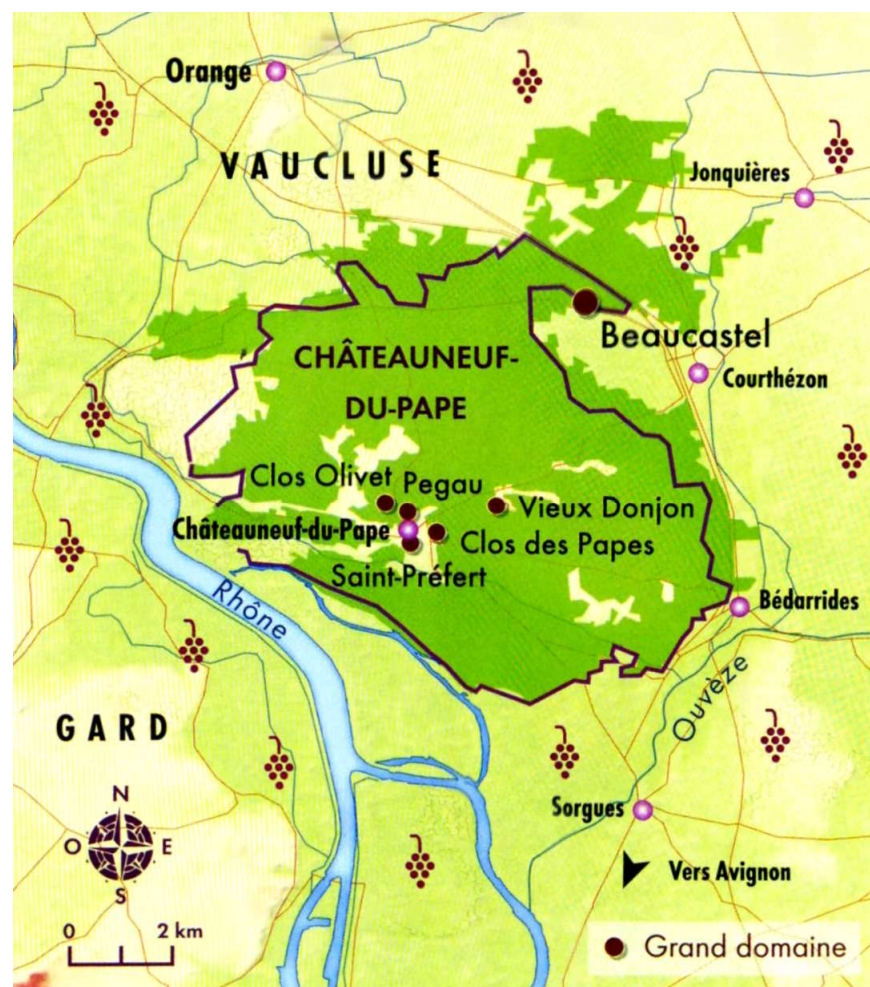 Orange
VAUCLUSE
Jonquières
Beaucastel
CHÂTEAUNEUF-
DU-PAPE
Courthézon
Clos Olivet
Pegau
Vieux Donjon
Châteauneuf-du-Pape
Clos des Papes
Saint-Préfert
Rhône
Bédarrides
Ouvèze
GARD
N
O
E
S
Sorgues
Vers Avignon
0
2 km
Grand domaine